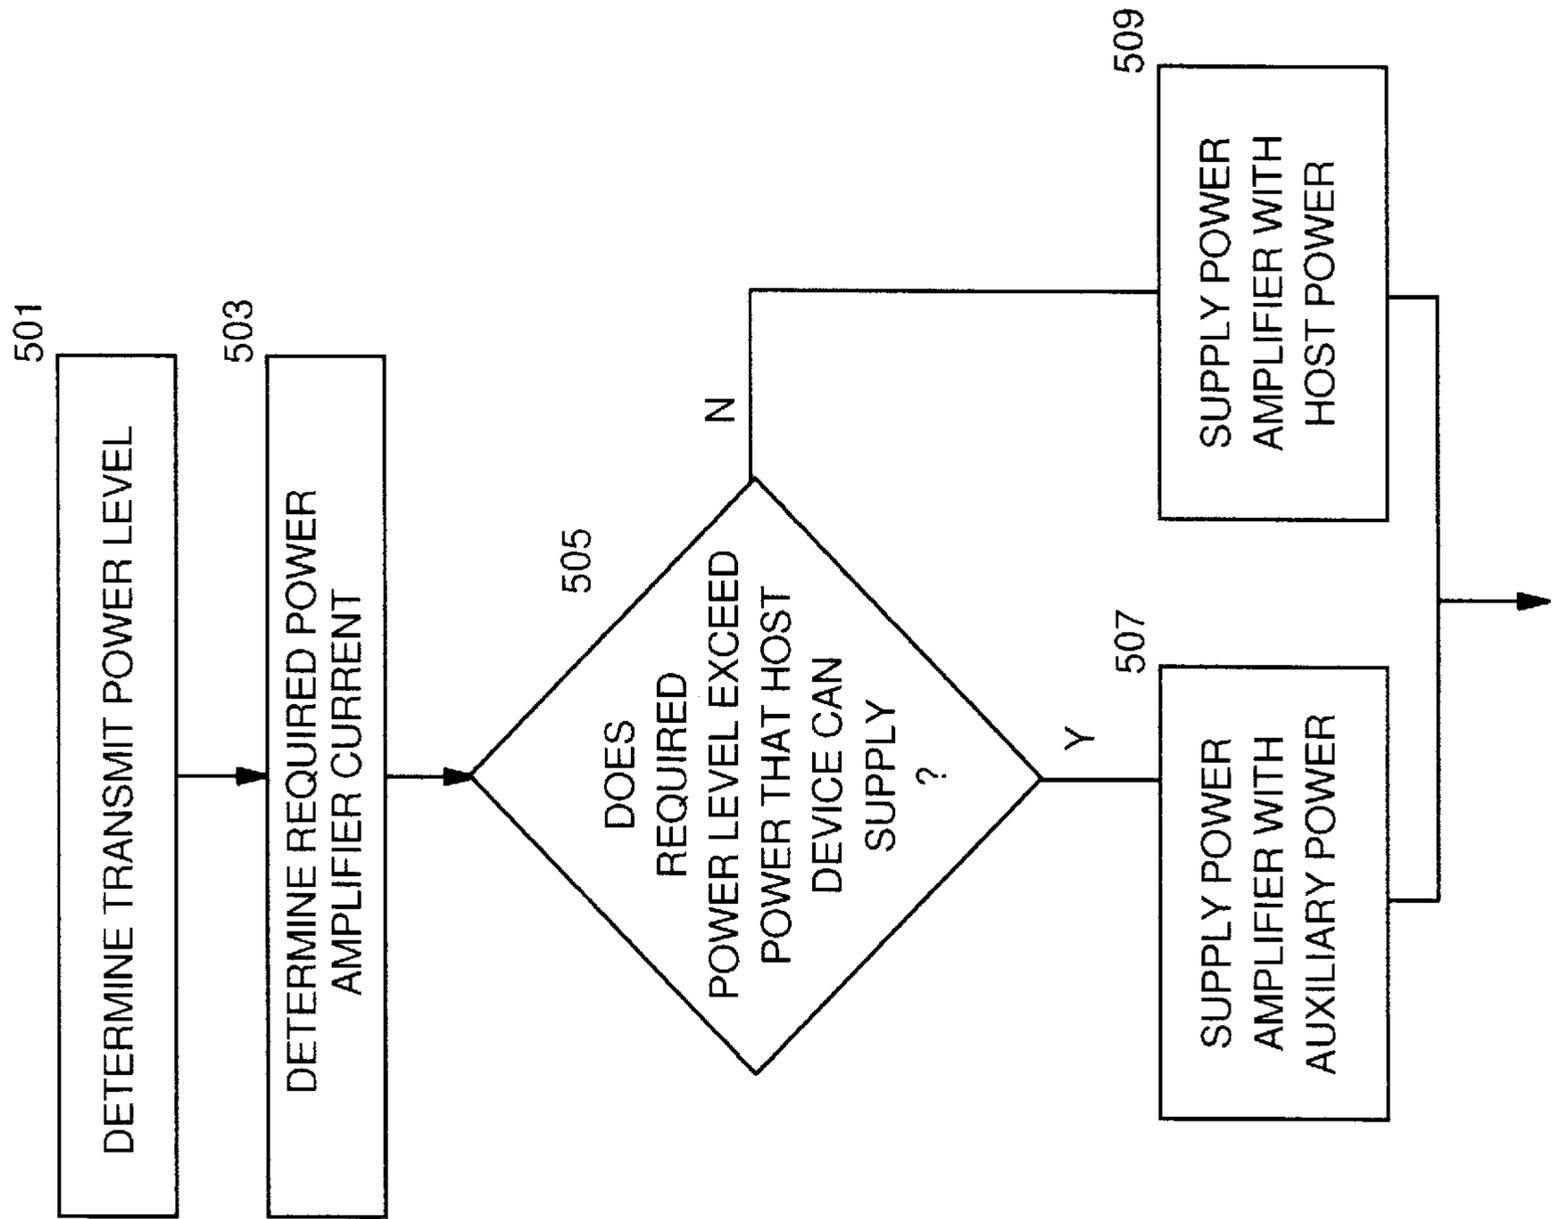 501
DETERMINE TRANSMIT POWER LEVEL
503
DETERMINE REQUIRED POWER
AMPLIFIER CURRENT
505
DOES
REQUIRED
POWER LEVEL EXCEED
POWER THAT HOST
DEVICE CAN
SUPPLY
?
N
Y
507
SUPPLY POWER
AMPLIFIER WITH
AUXILIARY POWER
509
SUPPLY POWER
AMPLIFIER WITH
HOST POWER